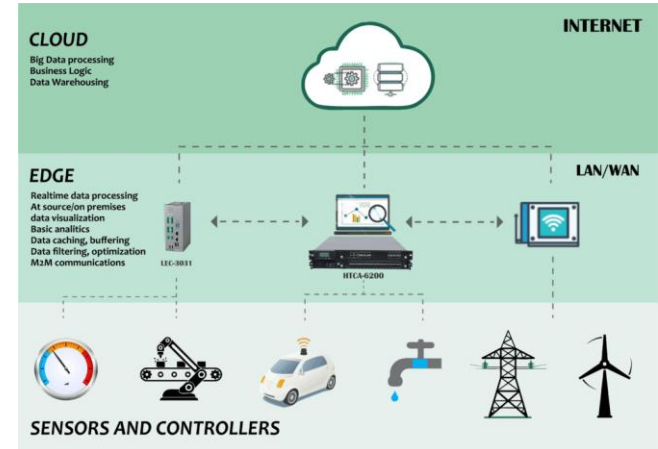 CLOUD
INTERNET
Big Data processing
Business Logic
Data Warehousing
EDGE
LAN/WAN
Realtime data processing
At source/on premises
data visualization
Basic analitics
Data caching, buffering
Data filtering, optimization
M2M communications
LEC-3031
HTCA-6200
SENSORS AND CONTROLLERS